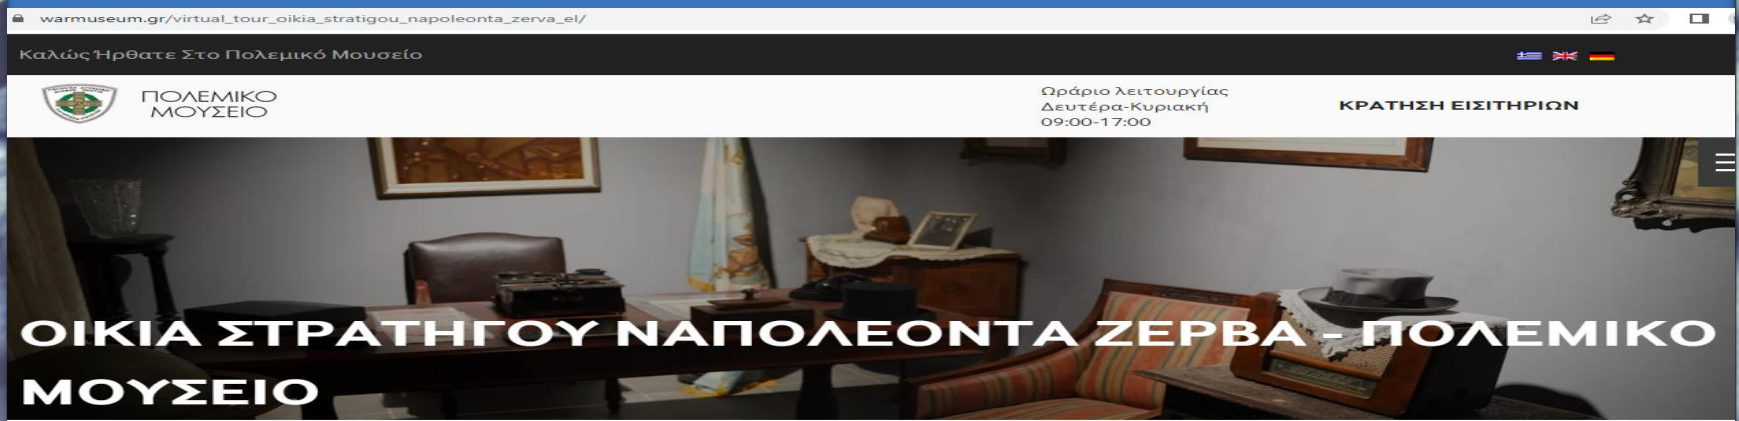 warmuseum.gr/virtual_tour_oikia_stratigou_napoleonta_zerva_el/
Καλώς Ήρθατε Στο Πολεμικό Μουσείο
ΠΟΛΕΜΙΚΟ
ΜΟΥΣΕΙΟ
Ωράριο λειτουργίας
Δευτέρα-Κυριακή
09:00-17:00
ΚΡΑΤΗΣΗ ΕΙΣΙΤΗΡΙΩΝ
ΟΙΚΙΑ ΣΤΡΑΤΗΓΟΥ ΝΑΠΟΛΕΟΝΤΑ ΖΕΡΒΑ - ΠΟΛΕΜΙΚΟ
ΜΟΥΣΕΙΟ